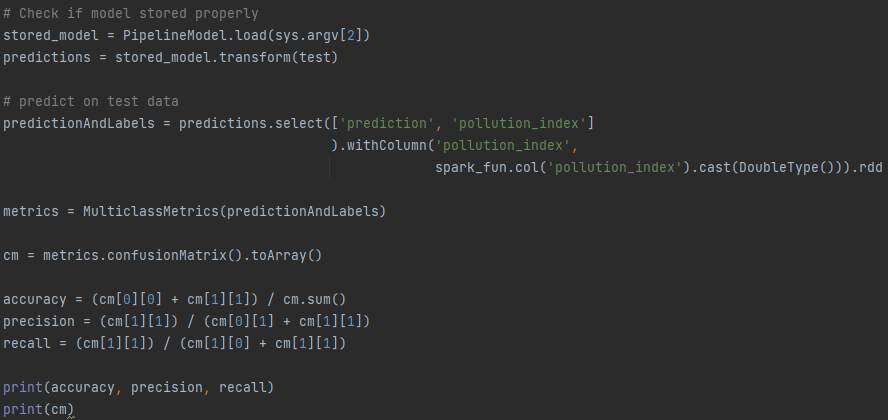 # Check if model stored properly
stored_model = PipelineModel.load(sys.argv[2])
predictions = stored_model.transform(test)
# predict on test data
predictionAndLabels = predictions.select(['prediction', 'pollution_index']
).withColumn('pollution_index',
spark_fun.col('pollution_index').cast(DoubleType())).rdd
metrics = MulticlassMetrics(predictionAndLabels)
cm = metrics.confusionMatrix().toArray()
accuracy = (cm[0][0] + cm[1][1]) / cm.sum()
precision = (cm[1][1]) / (cm[0][1] + cm[1][1])
recall = (cm[1][1]) / (cm[1][0] + cm[1][1])
print(accuracy, precision, recall)
print(cm)